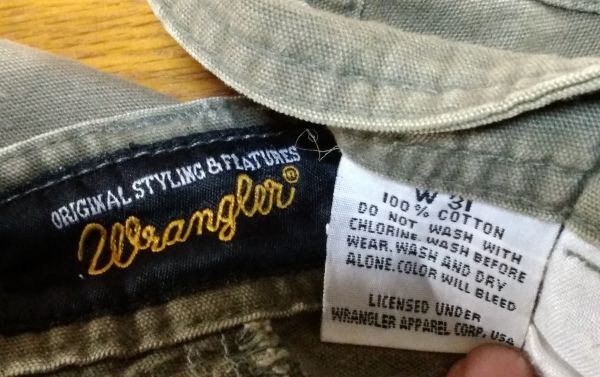 ORIGINAL STYLING & FEATURES
Wrangler®
W 31
100% COTTON
DO NOT WASH WITH
CHLORINE. WASH BEFORE
WEAR. WASH AND DRY
ALONE. COLOR WILL BLEED
LICENSED UNDER
WRANGLER APPAREL CORP, USA